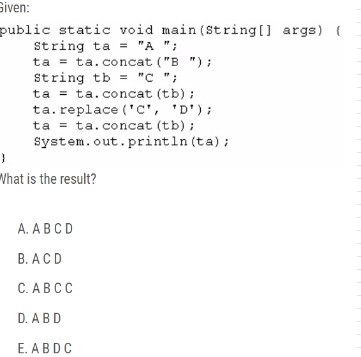 Given:
public static void main(String[] args) {
String ta = "A ";
ta = ta.concat("B ");
String tb = "C ";
ta = ta.concat(tb);
ta.replace('C', 'D');
ta = ta.concat(tb);
System.out.println(ta);
}
What is the result?
A. A B C D
B. A C D
C. A B C C
D. A B D
E. A B D C